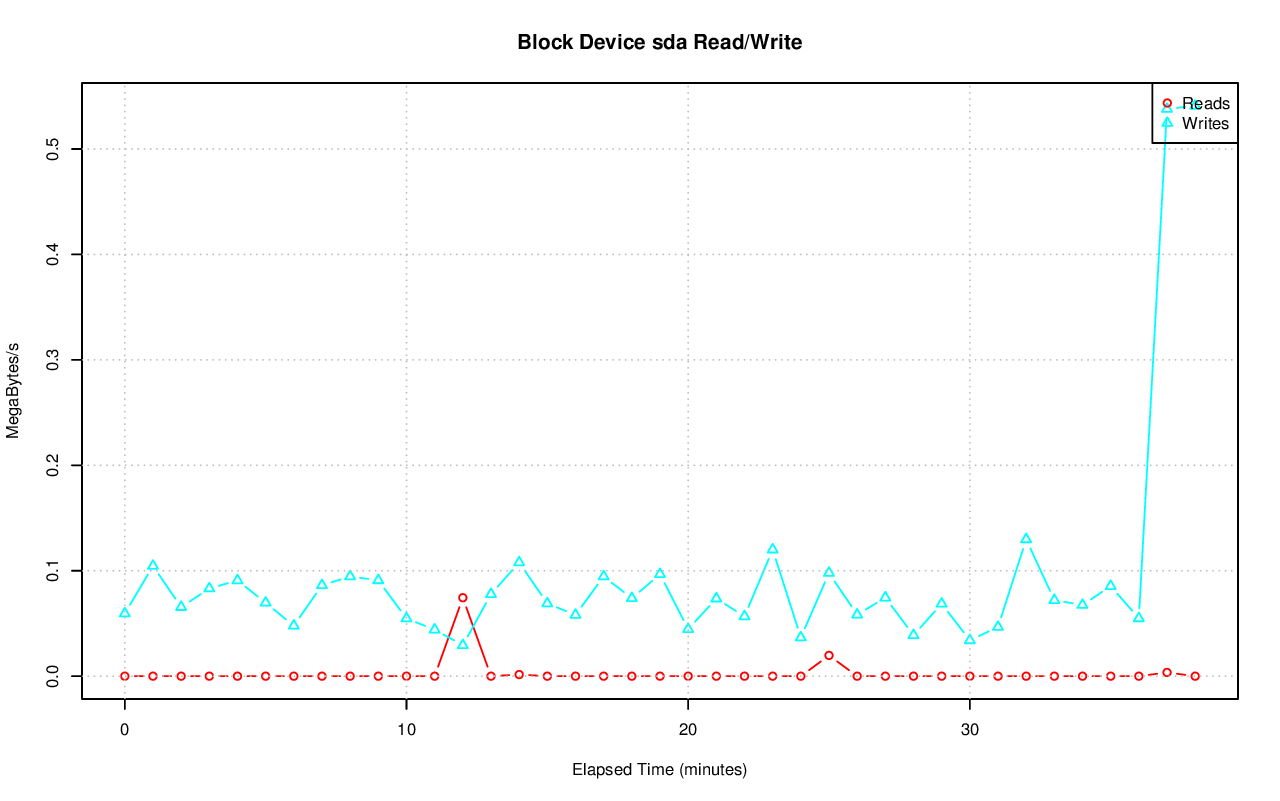 Block Device sda Read/Write
Reads
Writes
MegaBytes/s
0.5
0.4
0.3
0.2
0.1
0.0
0 10 20 30
Elapsed Time (minutes)